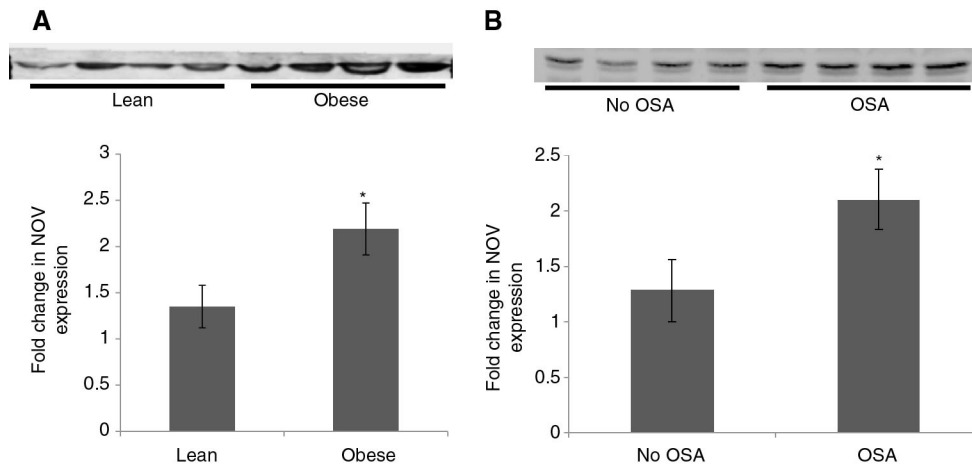 A
Lean Obese
3
2.5
2
1.5
1
0.5
0
Fold change in NOV
expression
*
Lean Obese
B
No OSA OSA
2.5
2
1.5
1
0.5
0
Fold change in NOV
expression
*
No OSA OSA